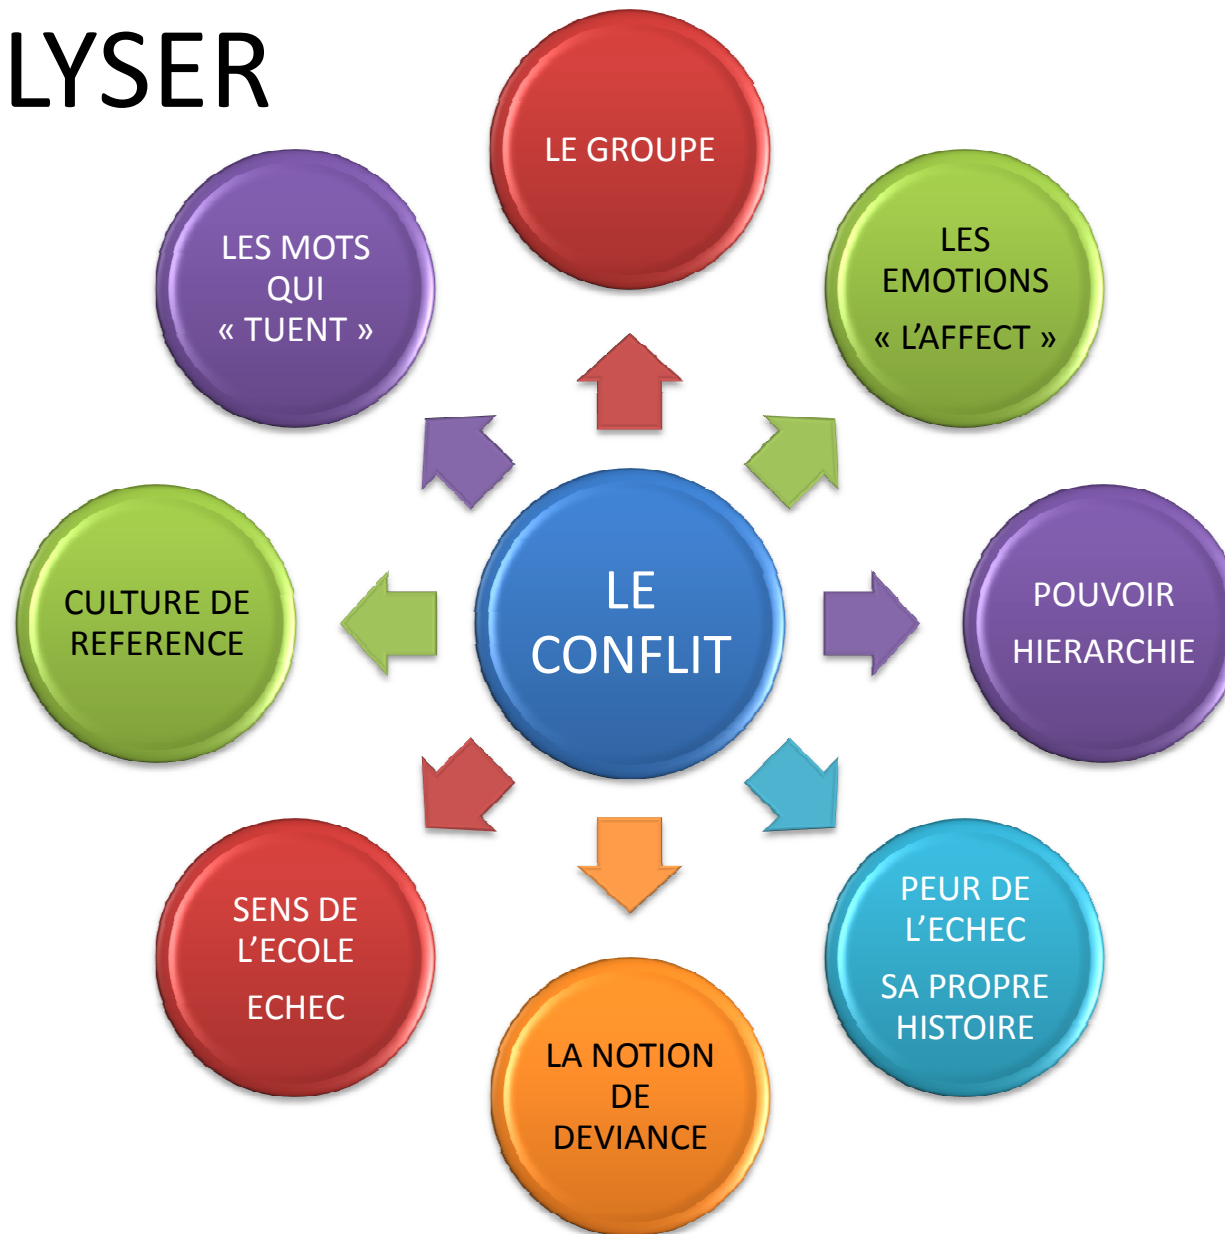 LYSER
LE GROUPE
LES
EMOTIONS
« L’AFFECT »
POUVOIR
HIERARCHIE
PEUR DE
L’ECHEC
SA PROPRE
HISTOIRE
LA NOTION
DE
DEVIANCE
SENS DE
L’ECOLE
ECHEC
CULTURE DE
REFERENCE
LES MOTS
QUI
« TUENT »
LE
CONFLIT